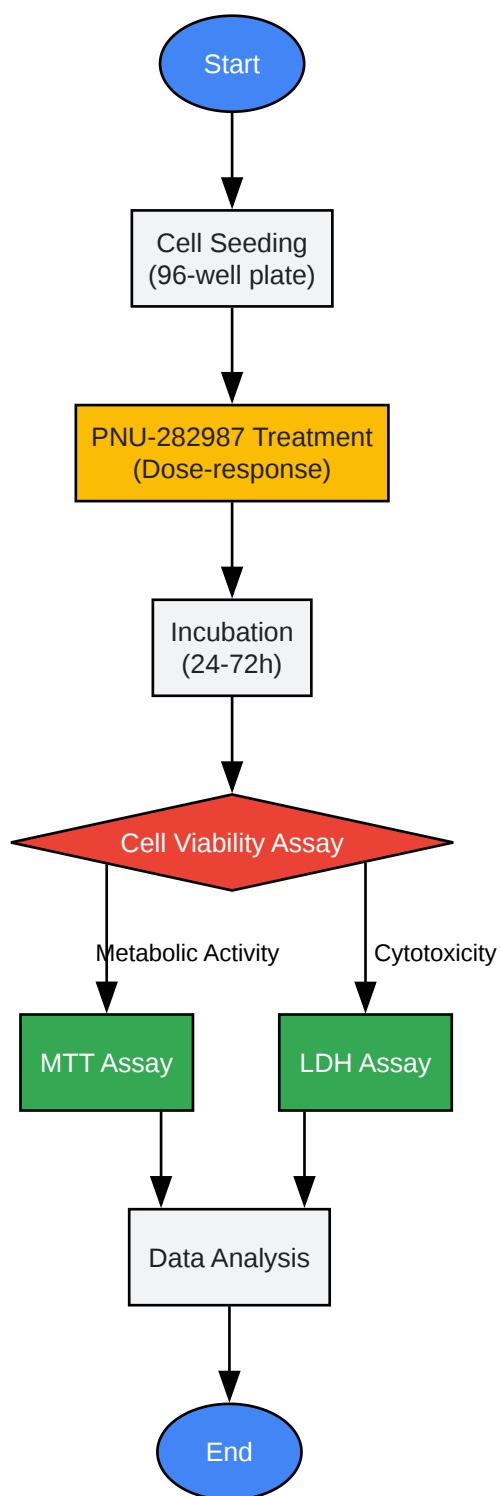 Start
Cell Seeding
(96-well plate)
PNU-282987 Treatment
(Dose-response)
Incubation
(24-72h)
Cell Viability Assay
Metabolic Activity
Cytotoxicity
MTT Assay
LDH Assay
Data Analysis
End